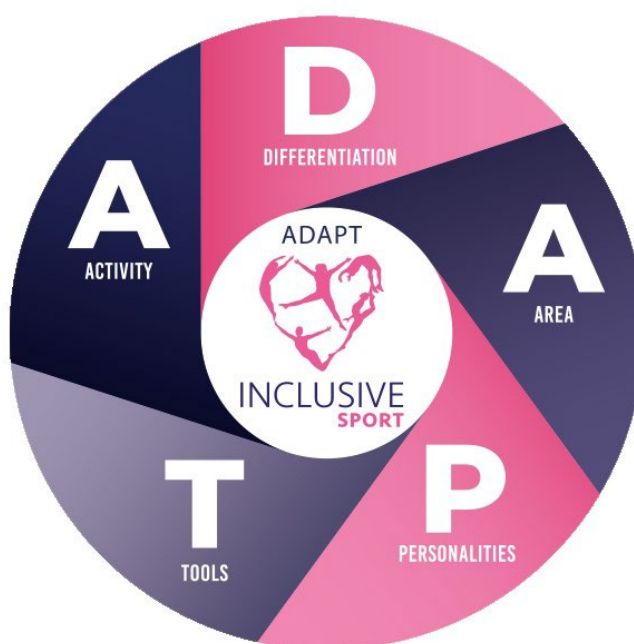 A
ACTIVITY
D
DIFFERENTIATION
A
AREA
P
PERSONALITIES
T
TOOLS
ADAPT
INCLUSIVE
SPORT